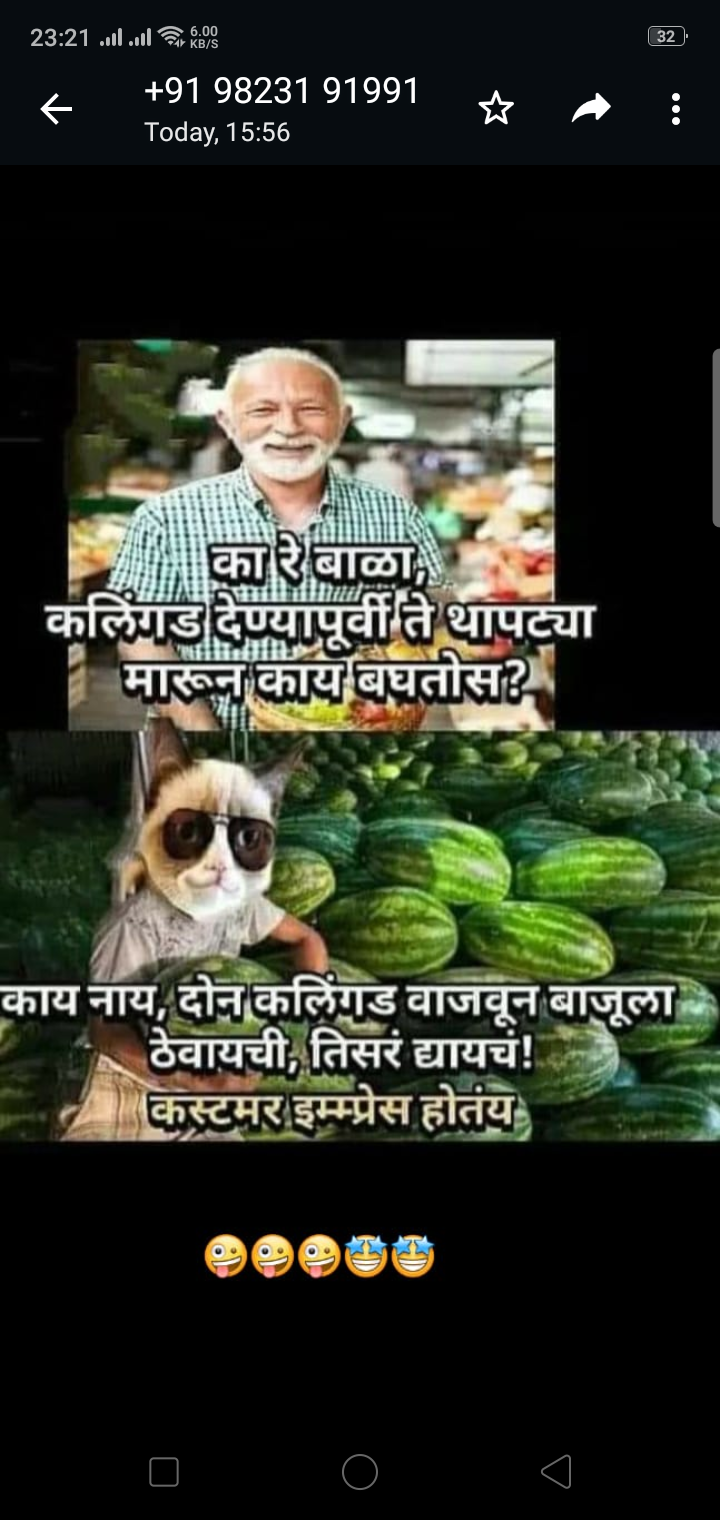 23:21
6.00
KB/S
32
+91 98231 91991
Today, 15:56
का रे बाळा,
कलिंगड देण्यापूर्वी ते थापट्या
मारून काय बघतोस?
काय नाय, दोन कलिंगड वाजवून बाजूला
ठेवायची, तिसरं द्यायचं!
कस्टमर इम्म्प्रेस होतंय